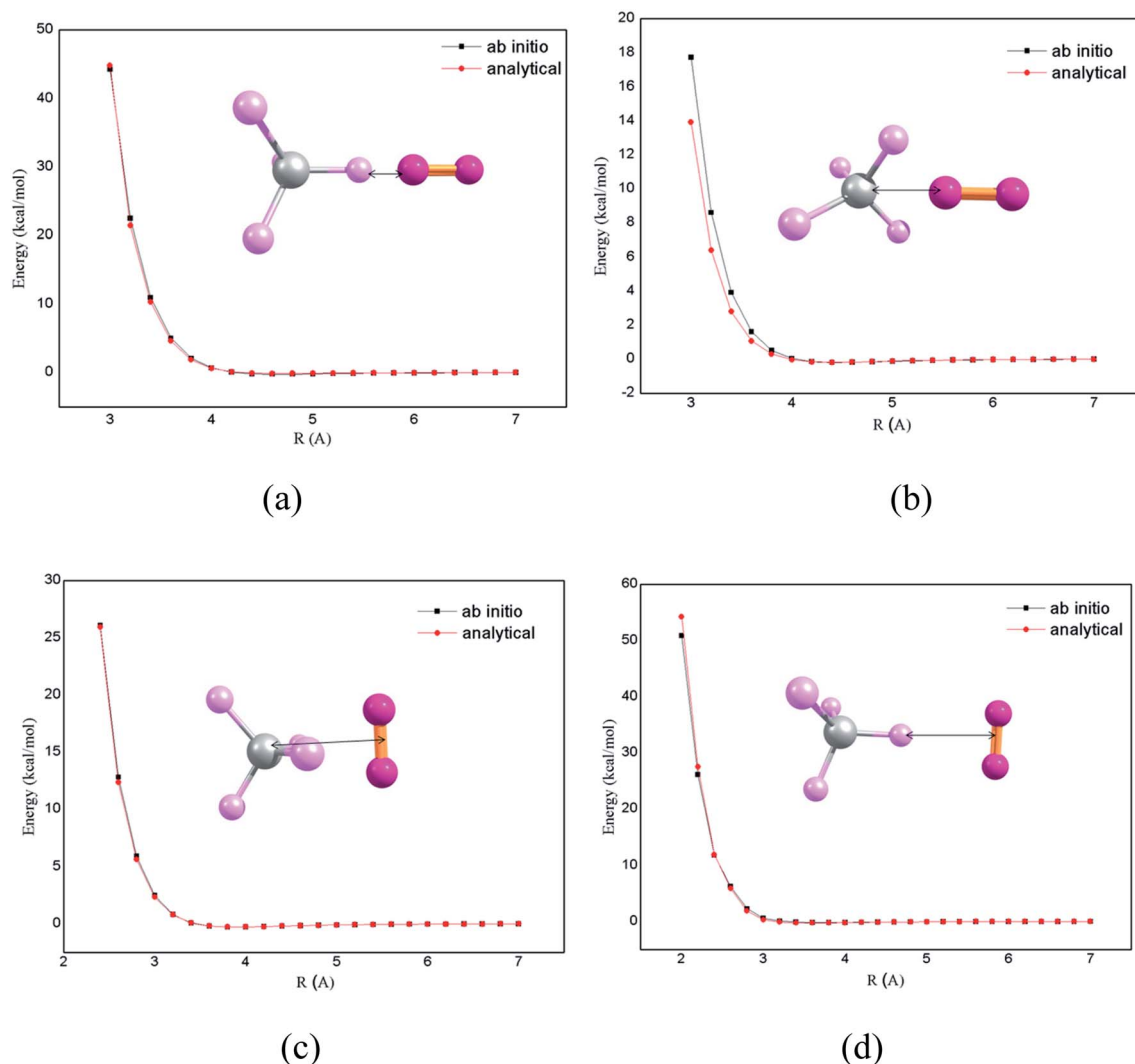 50
40
30
20
10
0
Energy (kcal/mol)
ab initio
analytical
3 4 5 6 7
R (A)
(a)
20
18
16
14
12
10
8
6
4
2
0
-2
Energy (kcal/mol)
ab initio
analytical
3 4 5 6 7
R (A)
(b)
30
25
20
15
10
5
0
Energy (kcal/mol)
ab initio
analytical
2 3 4 5 6 7
R (A)
(c)
60
50
40
30
20
10
0
Energy (kcal/mol)
ab initio
analytical
2 3 4 5 6 7
R (A)
(d)